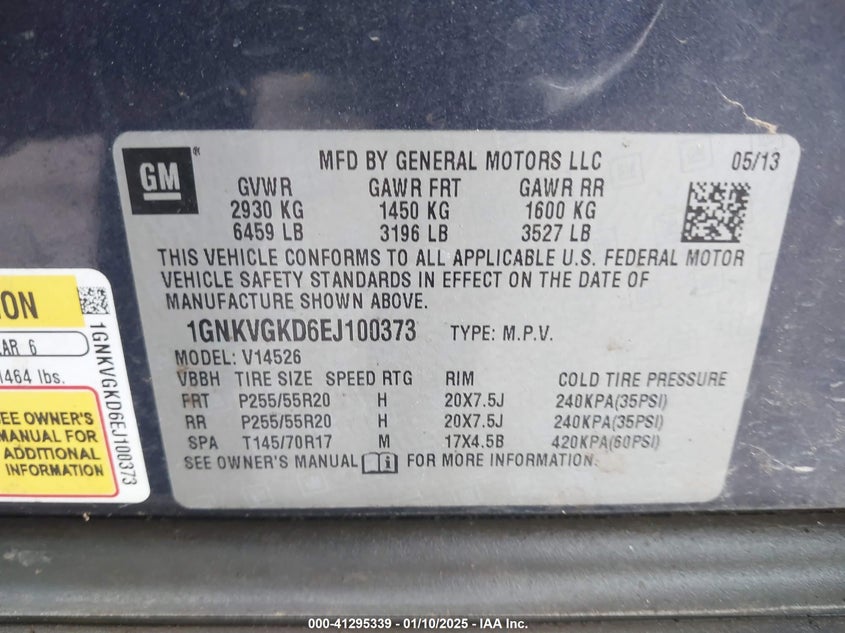 GM®
MFD BY GENERAL MOTORS LLC 05/13
GVWR GAWR FRT GAWR RR
2930 KG 1450 KG 1600 KG
6459 LB 3196 LB 3527 LB
THIS VEHICLE CONFORMS TO ALL APPLICABLE U.S. FEDERAL MOTOR
VEHICLE SAFETY STANDARDS IN EFFECT ON THE DATE OF
MANUFACTURE SHOWN ABOVE.
1GNKVGKD6EJ100373 TYPE: M.P.V.
MODEL: V14526
VBBH TIRE SIZE SPEED RTG RIM COLD TIRE PRESSURE
FRT P255/55R20 H 20X7.5J 240KPA(35PSI)
RR P255/55R20 H 20X7.5J 240KPA(35PSI)
SPA T145/70R17 M 17X4.5B 420KPA(60PSI)
SEE OWNER'S MANUAL FOR MORE INFORMATION.
ION
AR 6
1464 lbs.
SEE OWNER'S
MANUAL FOR
ADDITIONAL
INFORMATION
1GNKVGKD6EJ100373
000-41295339 — 01/10/2025 — IAA Inc.